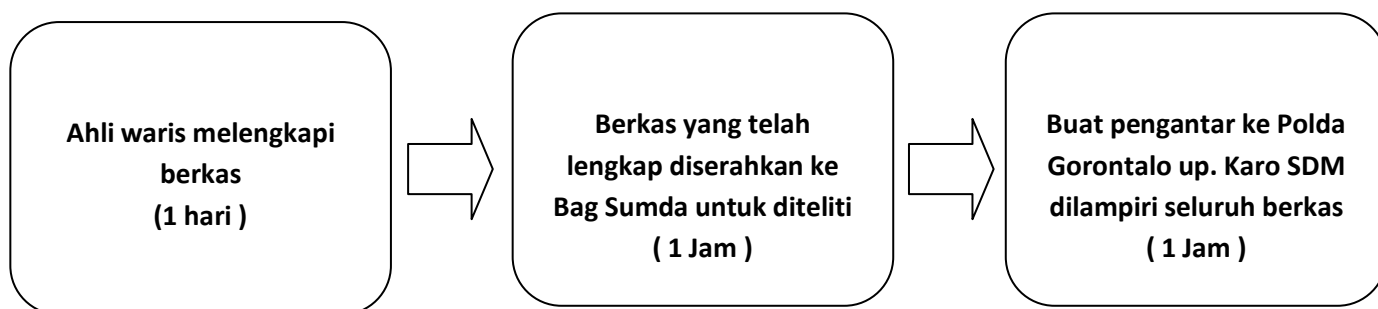 Ahli waris melengkapi
berkas
(1 hari )
Berkas yang telah
lengkap diserahkan ke
Bag Sumda untuk diteliti
( 1 Jam )
Buat pengantar ke Polda
Gorontalo up. Karo SDM
dilampiri seluruh berkas
( 1 Jam )